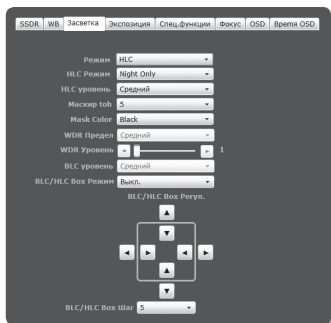 SSDR WB Засветка Экспозиция Спец.функции Фокус OSD Время OSD
Режим HLC
HLC Режим Night Only
HLC уровень Средний
Маскир toh 5
Mask Color Black
WDR Предел Средний
WDR Уровень 1
BLC уровень Средний
BLC/HLC Box Режим Выкл.
BLC/HLC Box Регул.
BLC/HLC Box Шаг 5